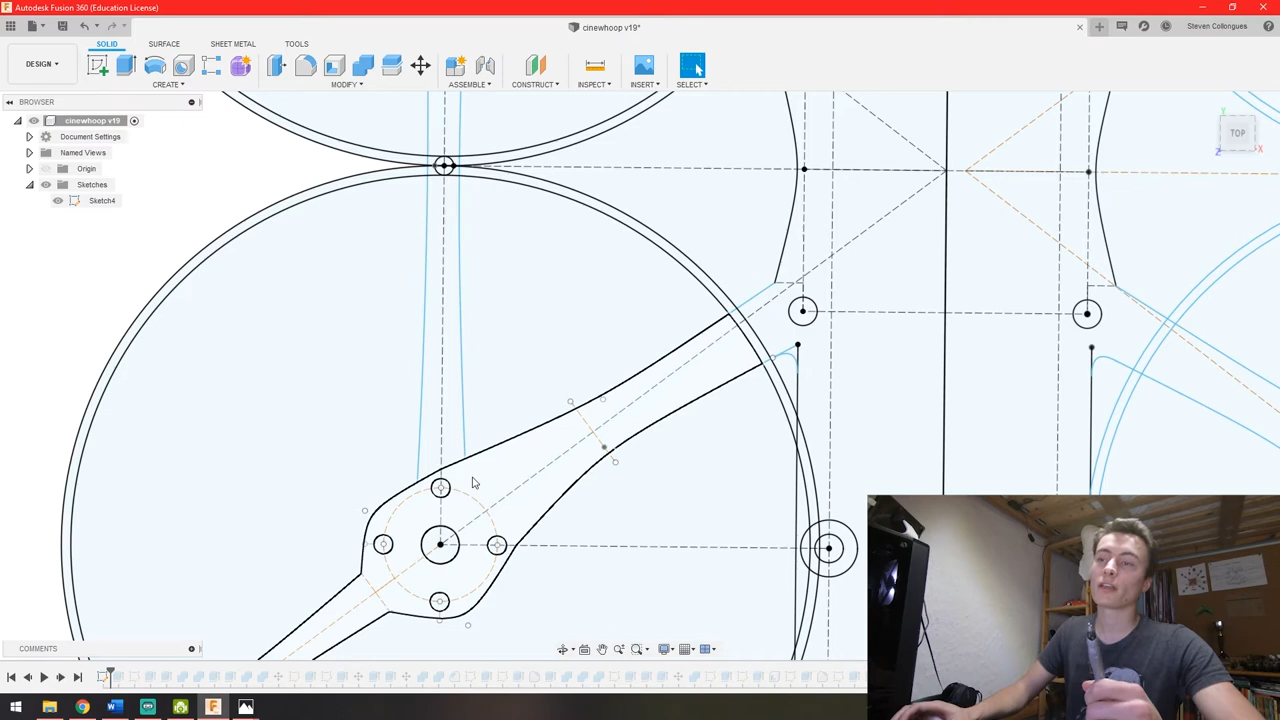 Autodesk Fusion 360 (Education License)
cinewhoop v19*
Steven Collongues
SOLID SURFACE SHEET METAL TOOLS
DESIGN
CREATE MODIFY ASSEMBLE CONSTRUCT INSPECT INSERT SELECT
BROWSER
cinewhoop v19
Document Settings
Named Views
Origin
Sketches
Sketch4
Y
TOP
X
Z
COMMENTS